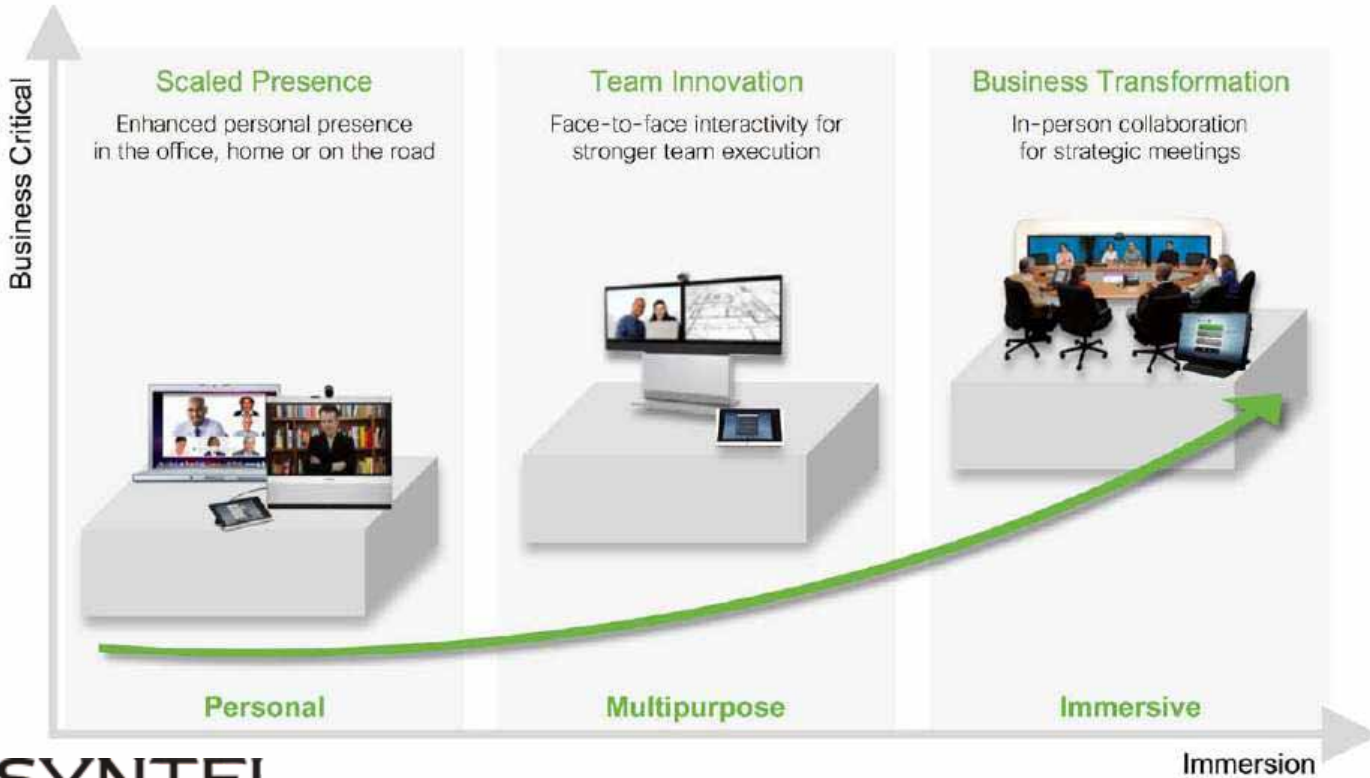 Business Critical
Scaled Presence
Enhanced personal presence
in the office, home or on the road
Team Innovation
Face-to-face interactivity for
stronger team execution
Business Transformation
In-person collaboration
for strategic meetings
Personal
Multipurpose
Immersive
Immersion
SYNTEL